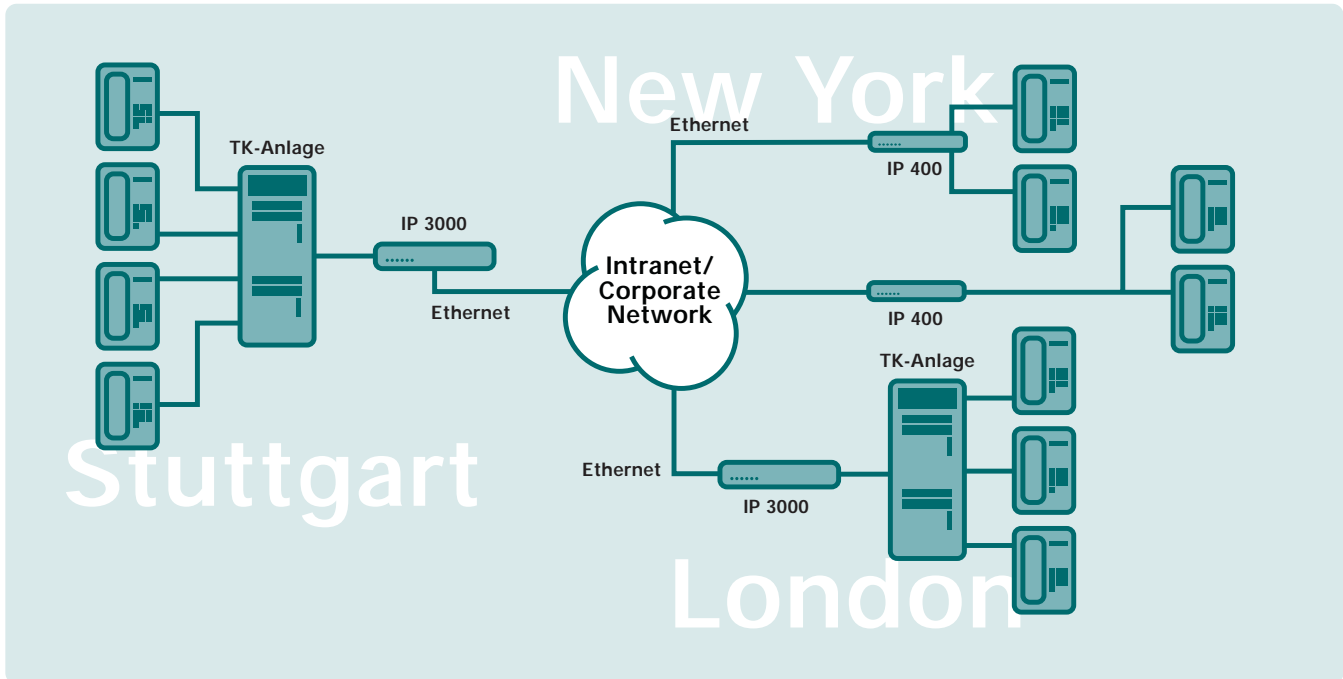 New York
Ethernet
TK-Anlage
IP 400
IP 3000
Intranet/
Corporate
Network
Ethernet
IP 400
TK-Anlage
Stuttgart
Ethernet
IP 3000
London